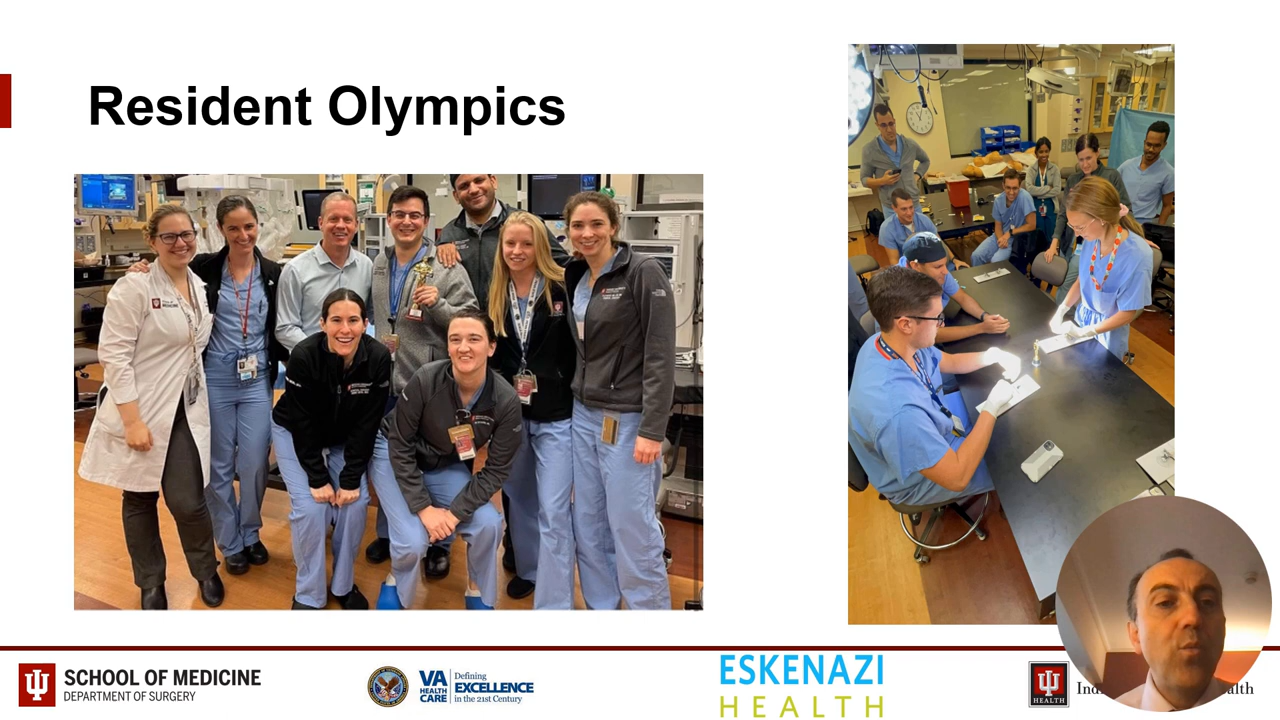 Resident Olympics
SCHOOL OF MEDICINE
DEPARTMENT OF SURGERY
VA
HEALTH
CARE
Defining
EXCELLENCE
in the 21st Century
ESKENAZI
HEALTH
HEALTH